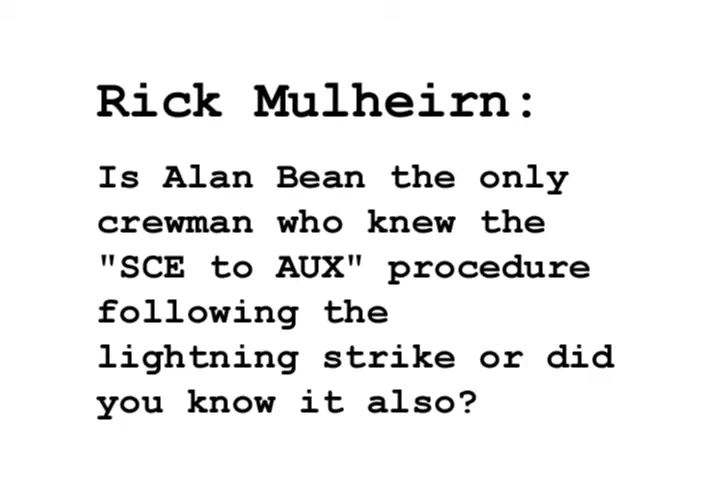 Rick Mulheirn:
Is Alan Bean the only
crewman who knew the
"SCE to AUX" procedure
following the
lightning strike or did
you know it also?